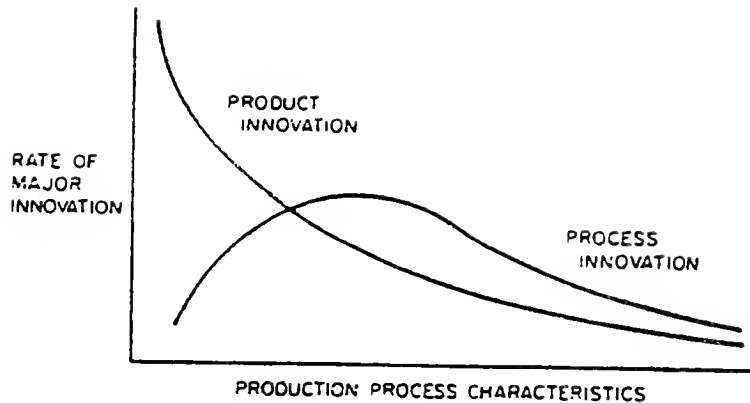 PRODUCT
INNOVATION
RATE OF
MAJOR
INNOVATION
PROCESS
INNOVATION
PRODUCTION PROCESS CHARACTERISTICS